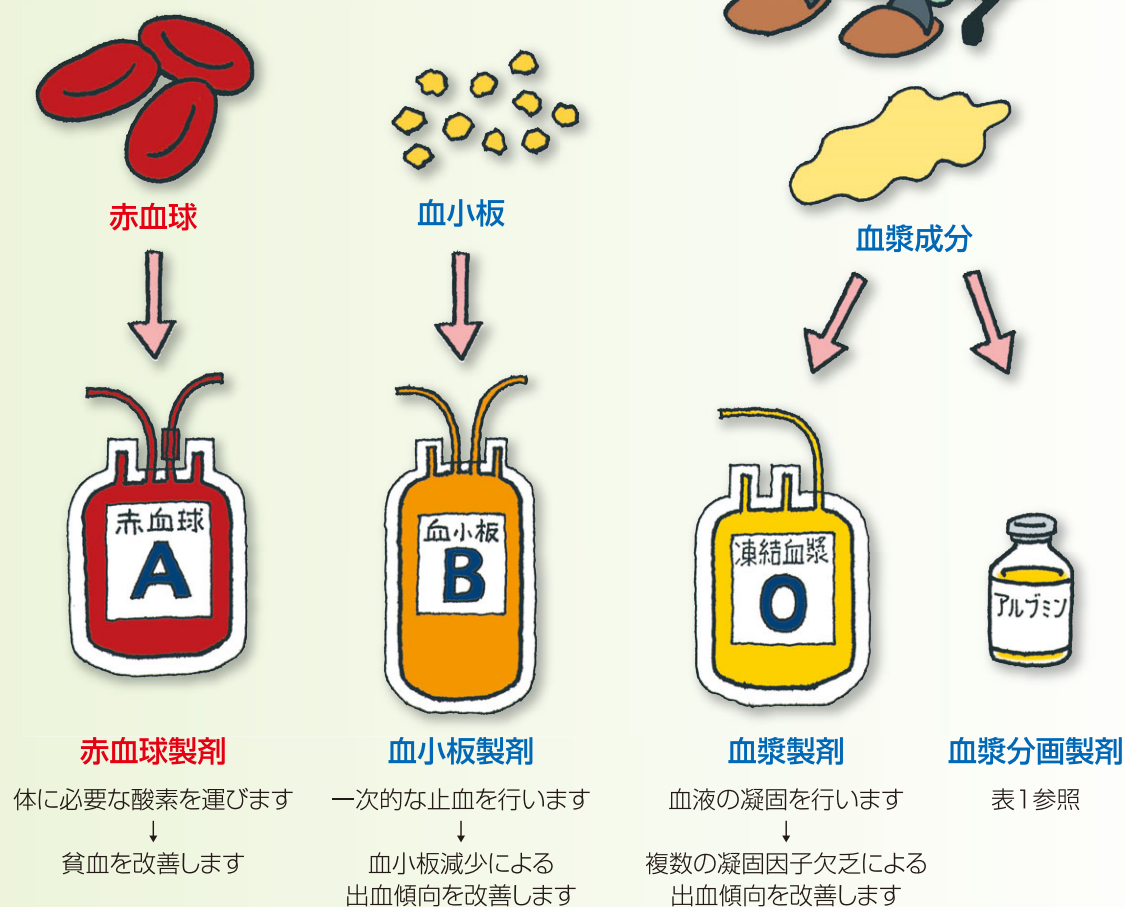 赤血球
血小板
血漿成分
赤血球
A
血小板
B
凍結血漿
O
アルブミン
赤血球製剤
血小板製剤
血漿製剤
血漿分画製剤
体に必要な酸素を運びます
↓
貧血を改善します
一次的な止血を行います
↓
血小板減少による
出血傾向を改善します
血液の凝固を行います
↓
複数の凝固因子欠乏による
出血傾向を改善します
表1参照